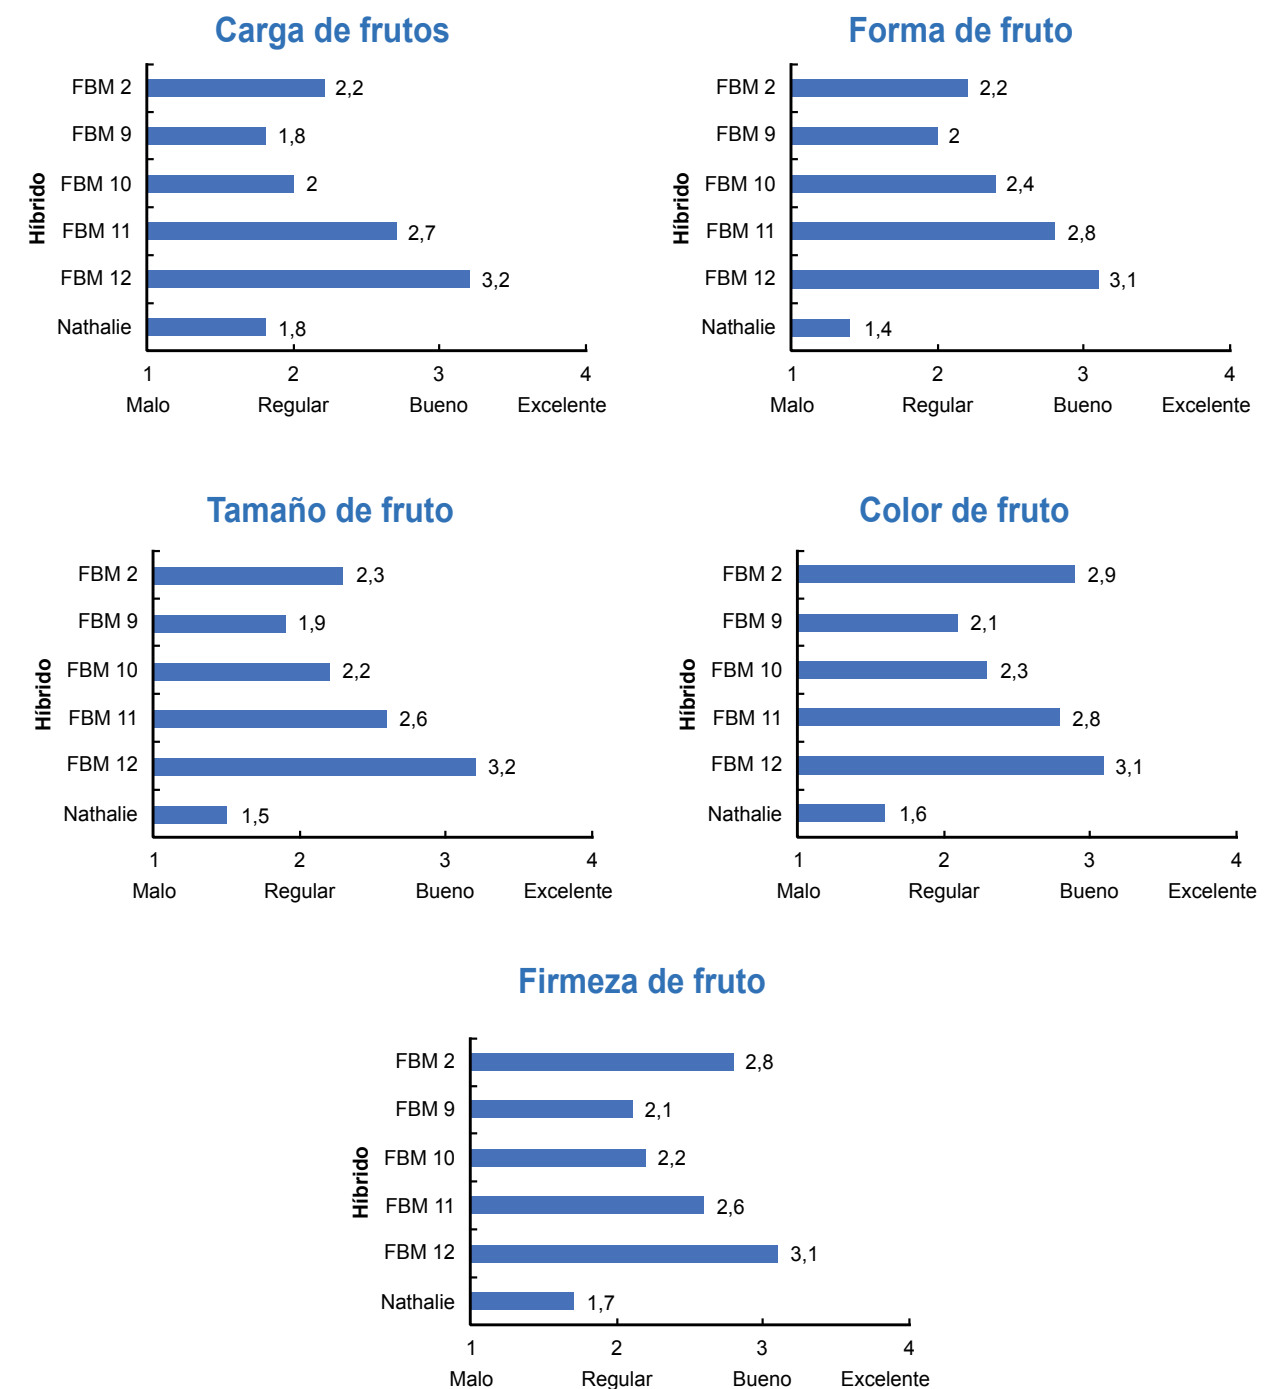 Carga de frutos
Híbrido
FBM 2 2,2
FBM 9 1,8
FBM 10 2
FBM 11 2,7
FBM 12 3,2
Nathalie 1,8
1 2 3 4
Malo Regular Bueno Excelente
Forma de fruto
Híbrido
FBM 2 2,2
FBM 9 2
FBM 10 2,4
FBM 11 2,8
FBM 12 3,1
Nathalie 1,4
1 2 3 4
Malo Regular Bueno Excelente
Tamaño de fruto
Híbrido
FBM 2 2,3
FBM 9 1,9
FBM 10 2,2
FBM 11 2,6
FBM 12 3,2
Nathalie 1,5
1 2 3 4
Malo Regular Bueno Excelente
Color de fruto
Híbrido
FBM 2 2,9
FBM 9 2,1
FBM 10 2,3
FBM 11 2,8
FBM 12 3,1
Nathalie 1,6
1 2 3 4
Malo Regular Bueno Excelente
Firmeza de fruto
Híbrido
FBM 2 2,8
FBM 9 2,1
FBM 10 2,2
FBM 11 2,6
FBM 12 3,1
Nathalie 1,7
1 2 3 4
Malo Regular Bueno Excelente